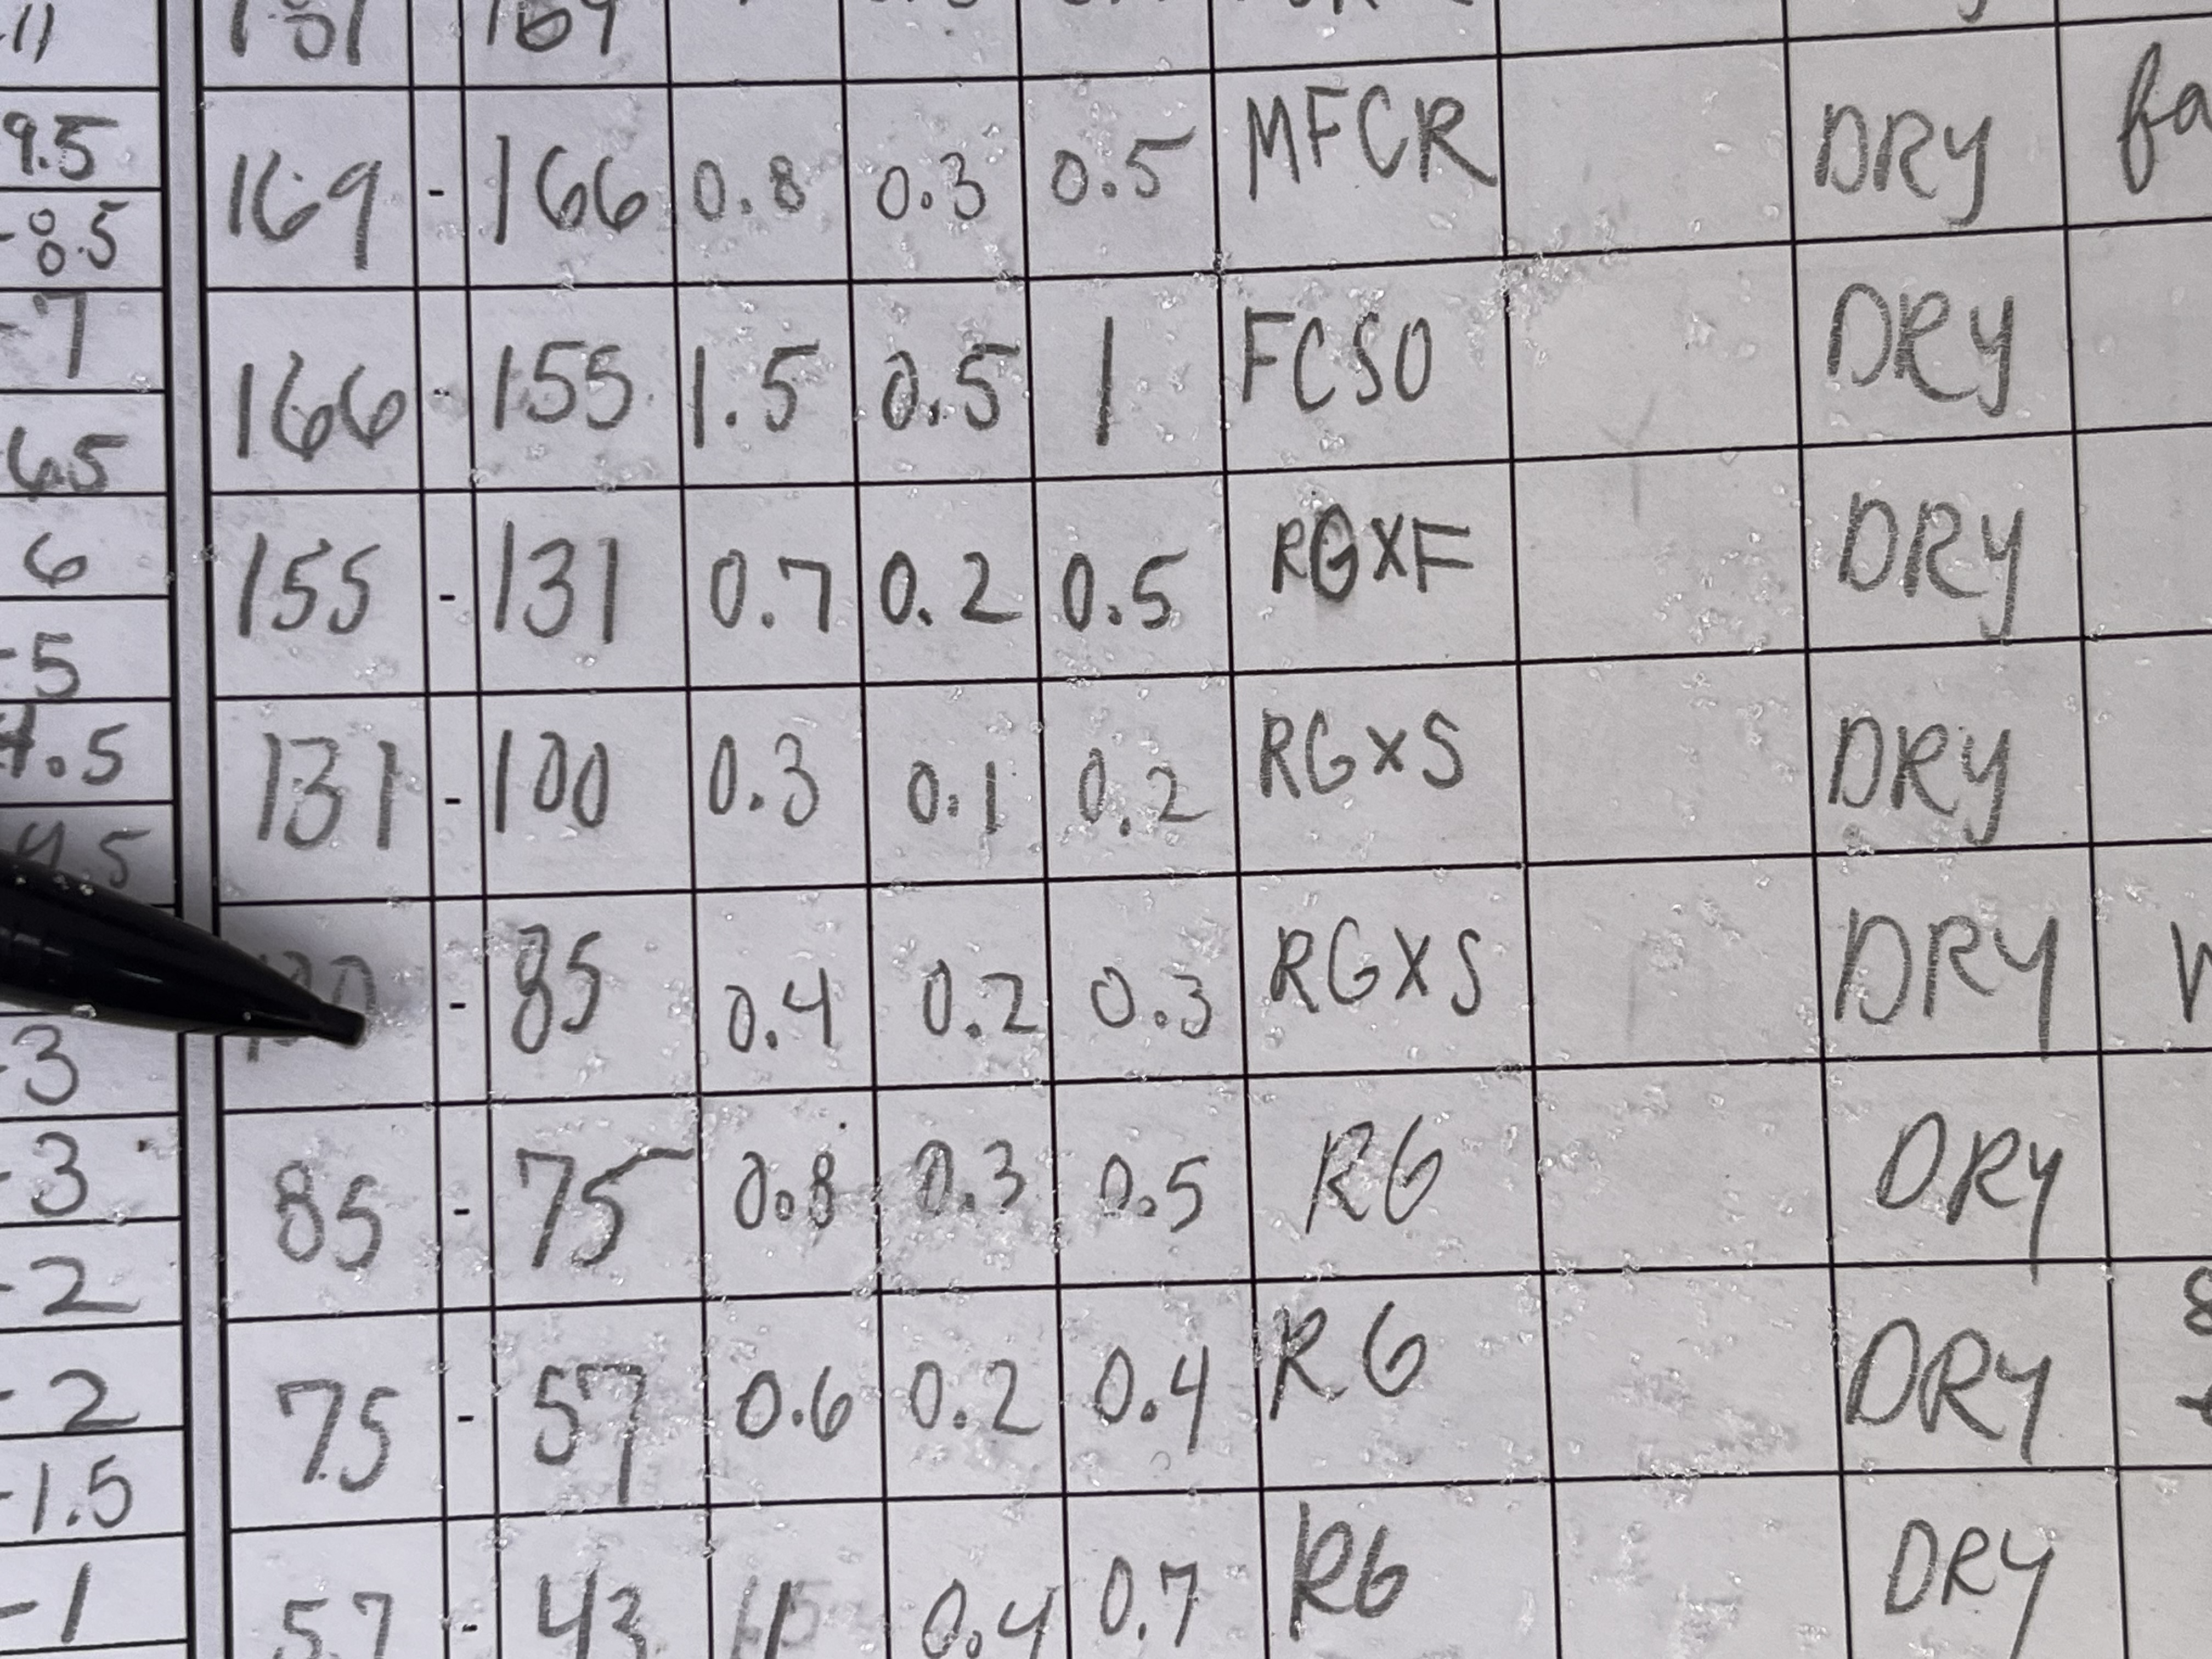 11
9.5
-8.5
-7
6.5
6
-5
4.5
4.5
3
-3
-2
-2
-1.5
-1
169
169 - 166 0.8 0.3 0.5 MFCR DRY
166 - 155 1.5 0.5 1 FCSO DRY
155 - 131 0.7 0.2 0.5 RGXF DRY
131 - 100 0.3 0.1 0.2 RGXS DRY
- 85 0.4 0.2 0.3 RGXS DRY
85 - 75 0.8 0.3 0.5 RG DRY
75 - 57 0.6 0.2 0.4 RG DRY
57 - 43 0.4 0.7 RG DRY